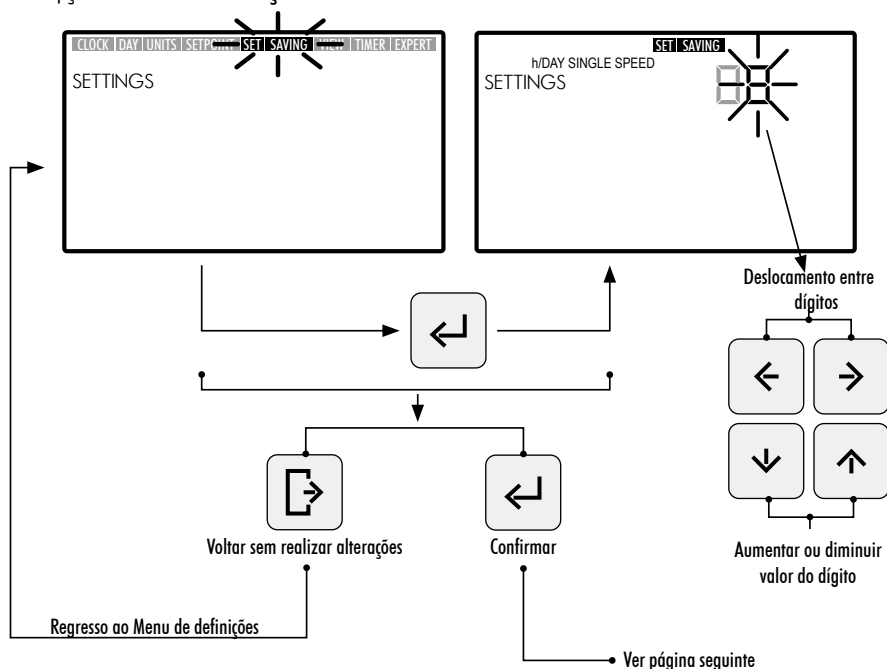 CLOCK DAY UNITS SETPOINT SET SAVING VIEW TIMER EXPERT
SETTINGS
SET SAVING
h/DAY SINGLE SPEED
SETTINGS
Deslocamento entre
dígitos
Voltar sem realizar alterações
Confirmar
Aumentar ou diminuir
valor do dígito
Regresso ao Menu de definições
Ver página seguinte